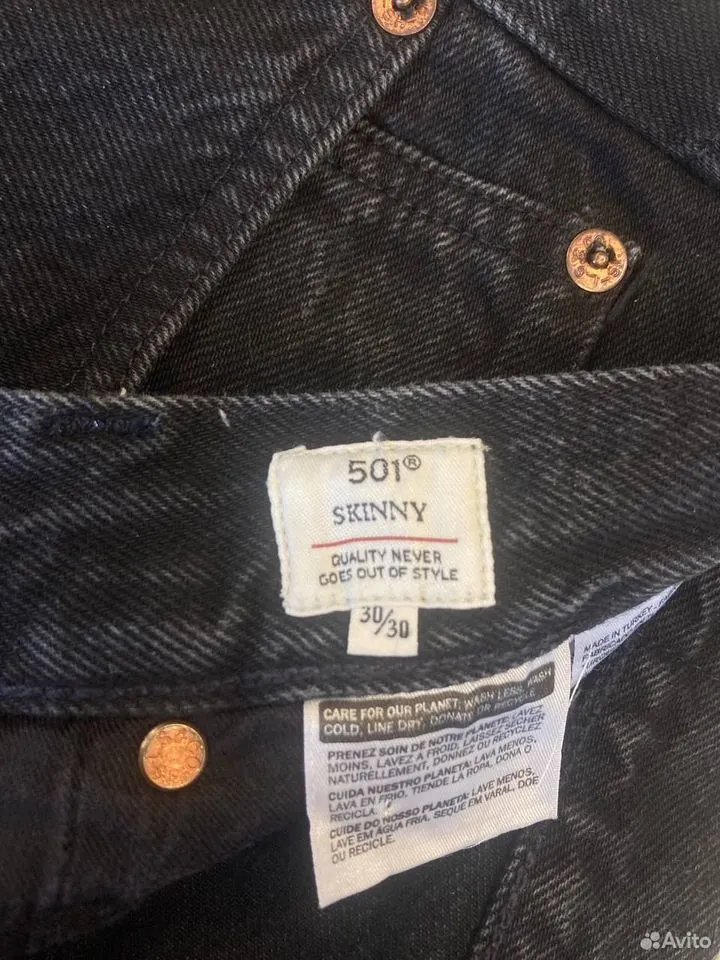 501®
SKINNY
QUALITY NEVER
GOES OUT OF STYLE
30/30
MADE IN TURKEY
CARE FOR OUR PLANET: WASH LESS, WASH
COLD, LINE DRY, DONATE OR RECYCLE
PRENEZ SOIN DE NOTRE PLANETE: LAVEZ
MOINS, LAVEZ A FROID, LAISSEZ SÉCHER
NATURELLEMENT, DONNEZ OU RECYCLEZ
CUIDA NUESTRO PLANETA: LAVA MENOS,
LAVA EN FRIO, TIENDE LA ROPA, DONA O
RECICLA.
CUIDE DO NOSSO PLANETA: LAVE MENOS,
LAVE EM ÁGUA FRIA, SEQUE EM VARAL, DOE
OU RECICLE.
Avito